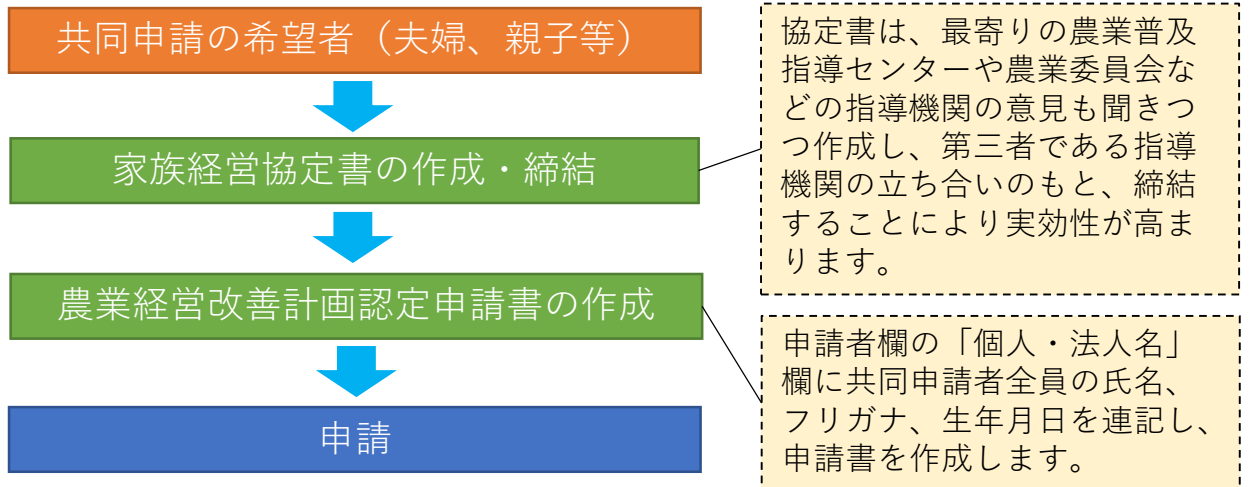 共同申請の希望者（夫婦、親子等）
家族経営協定書の作成・締結
農業経営改善計画認定申請書の作成
申請
協定書は、最寄りの農業普及
指導センターや農業委員会な
どの指導機関の意見も聞きつ
つ作成し、第三者である指導
機関の立ち合いのもと、締結
することにより実効性が高ま
ります。
申請者欄の「個人・法人名」
欄に共同申請者全員の氏名、
フリガナ、生年月日を連記し、
申請書を作成します。